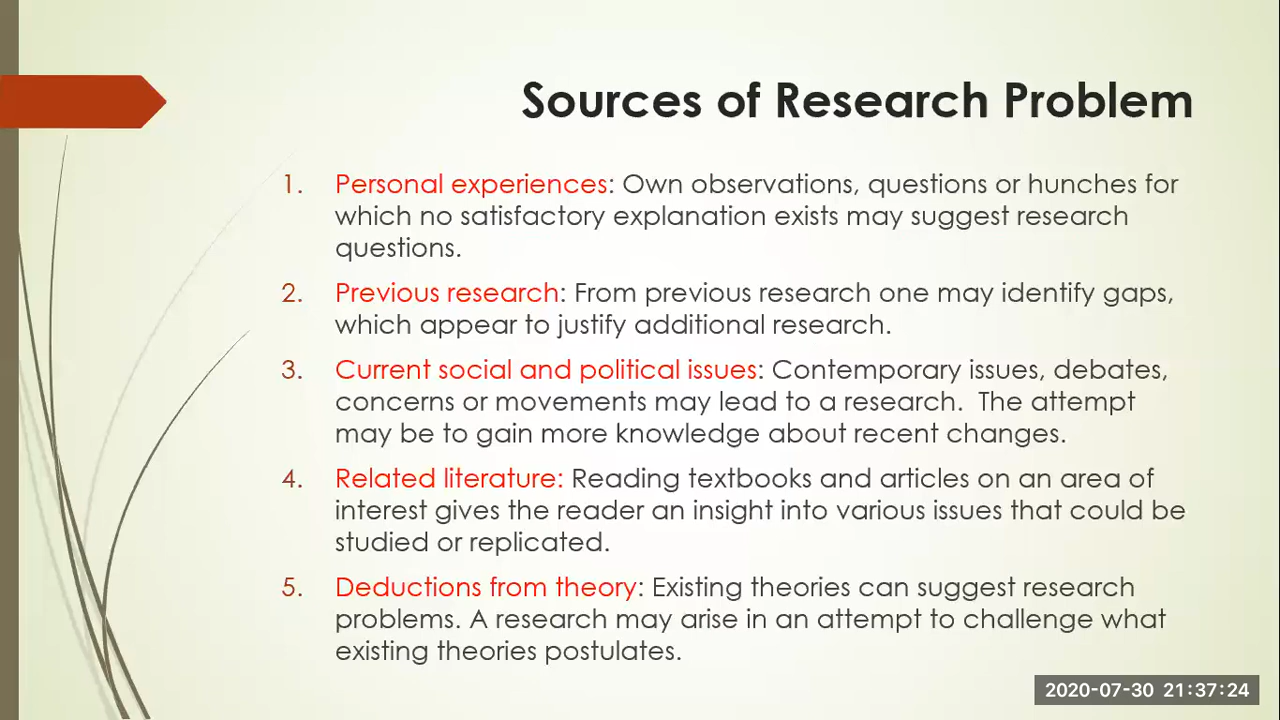 Sources of Research Problem
1. Personal experiences: Own observations, questions or hunches for
which no satisfactory explanation exists may suggest research
questions.
2. Previous research: From previous research one may identify gaps,
which appear to justify additional research.
3. Current social and political issues: Contemporary issues, debates,
concerns or movements may lead to a research.  The attempt
may be to gain more knowledge about recent changes.
4. Related literature: Reading textbooks and articles on an area of
interest gives the reader an insight into various issues that could be
studied or replicated.
5. Deductions from theory: Existing theories can suggest research
problems. A research may arise in an attempt to challenge what
existing theories postulates.
2020-07-30 21:37:24